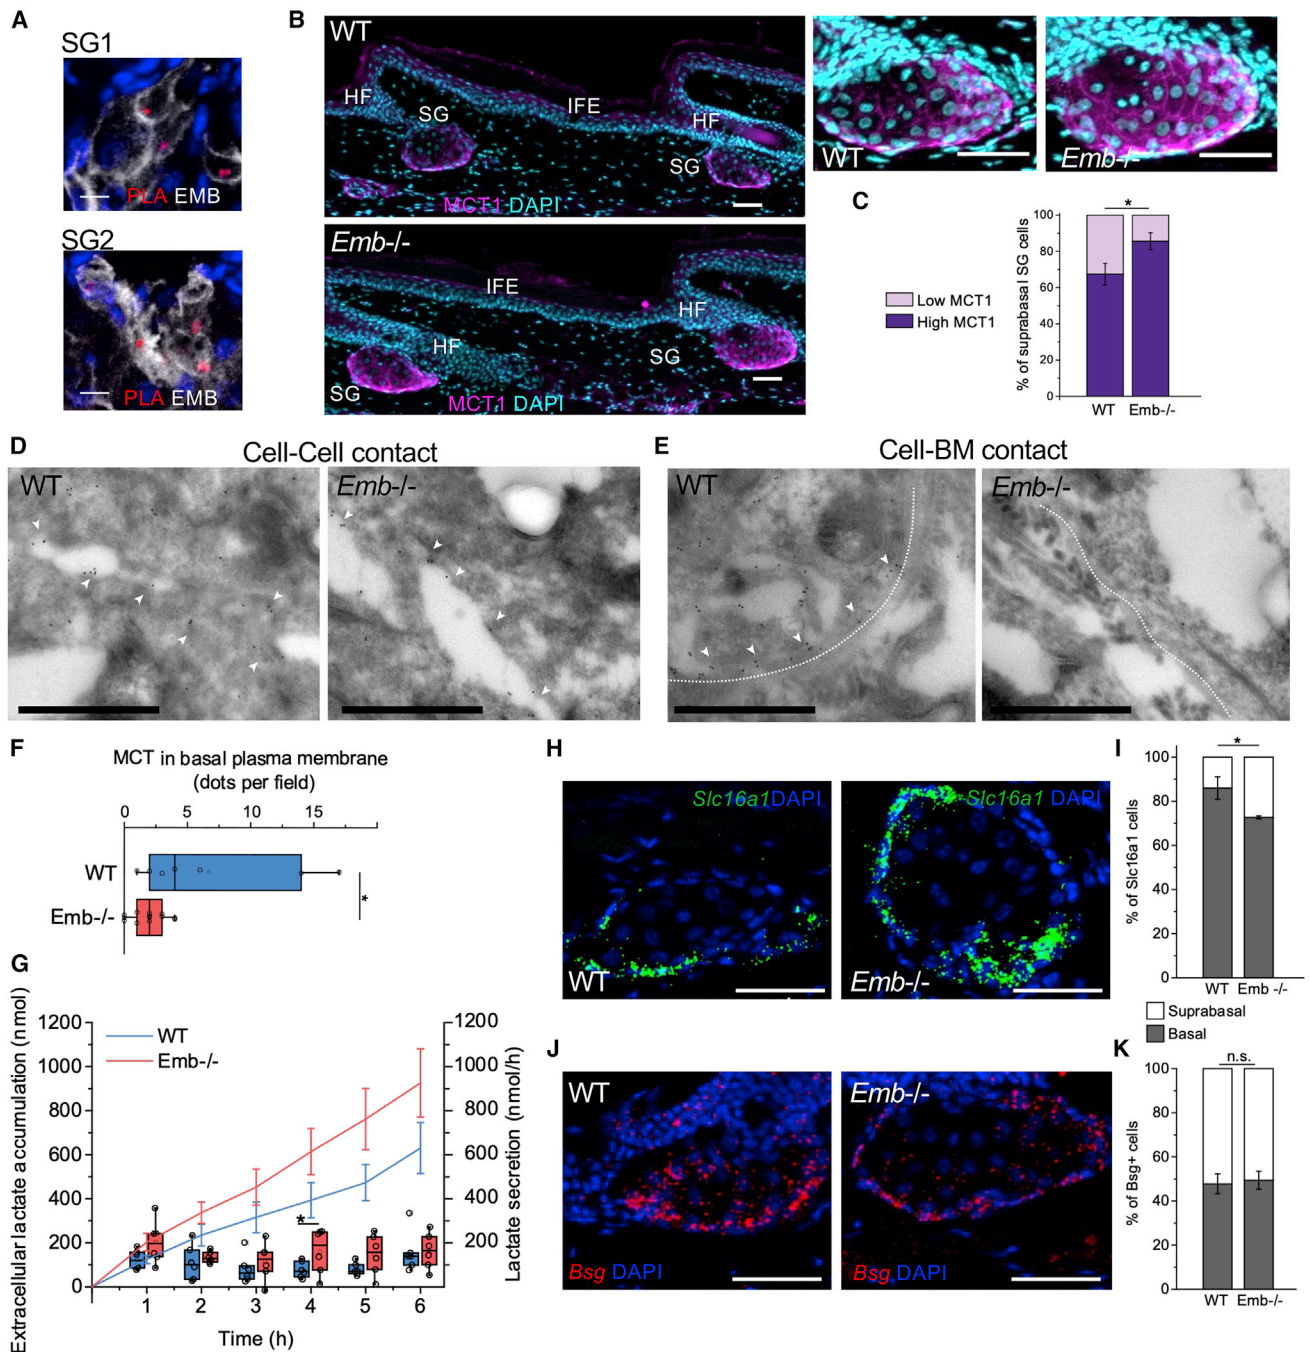 A
SG1
PLA EMB
SG2
PLA EMB
B
WT
HF
SG
IFE
HF
SG
MCT1 DAPI
Emb-/-
IFE
HF
HF
SG
SG
MCT1 DAPI
WT
Emb-/-
C
*
% of suprabasal SG cells
100
80
60
40
20
0
Low MCT1
High MCT1
WT Emb-/-
D
Cell-Cell contact
WT
Emb-/-
E
Cell-BM contact
WT
Emb-/-
F
MCT in basal plasma membrane
(dots per field)
0 5 10 15
WT
Emb-/-
*
G
Extracellular lactate accumulation (nmol)
1200
1000
800
600
400
200
0
WT
Emb-/-
*
1200
1000
800
600
400
200
Lactate secretion (nmol/h)
1 2 3 4 5 6
Time (h)
H
Slc16a1DAPI
WT
Slc16a1 DAPI
Emb-/-
I
*
% of Slc16a1 cells
100
80
60
40
20
0
WT Emb -/-
Suprabasal
Basal
J
WT
Bsg DAPI
Emb-/-
Bsg DAPI
K
n.s.
% of Bsg+ cells
100
80
60
40
20
0
WT Emb-/-